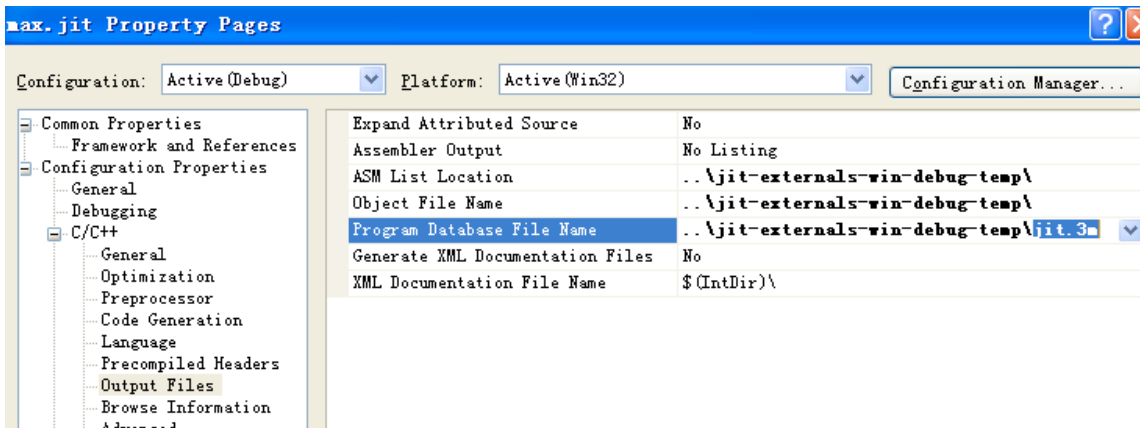 max.jit Property Pages
Configuration: Active(Debug) Platform: Active(Win32) Configuration Manager...
Common Properties
Framework and References
Configuration Properties
General
Debugging
C/C++
General
Optimization
Preprocessor
Code Generation
Language
Precompiled Headers
Output Files
Browse Information
Advanced
Expand Attributed Source No
Assembler Output No Listing
ASM List Location ..\jit-externals-win-debug-temp\
Object File Name ..\jit-externals-win-debug-temp\
Program Database File Name ..\jit-externals-win-debug-temp\jit.3m
Generate XML Documentation Files No
XML Documentation File Name $(IntDir)\